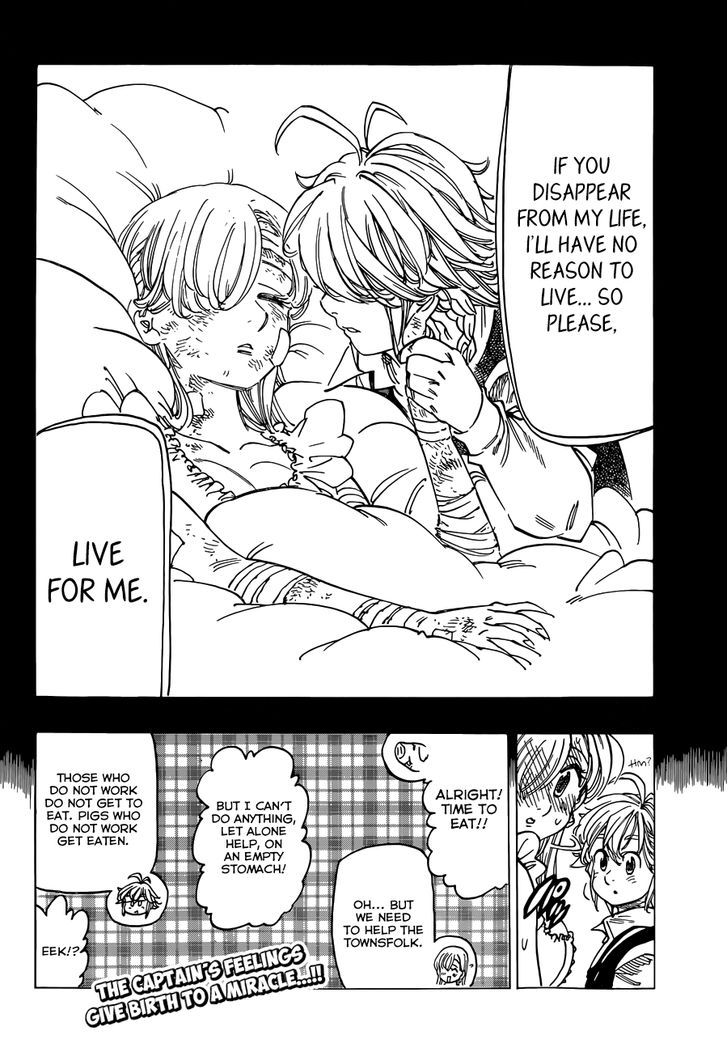 IF YOU
DISAPPEAR
FROM MY LIFE,
I'LL HAVE NO
REASON TO
LIVE... SO
PLEASE,
LIVE
FOR ME.
HM?
ALRIGHT!
TIME TO
EAT!!
OH... BUT
WE NEED
TO HELP THE
TOWNSFOLK.
BUT I CAN'T
DO ANYTHING,
LET ALONE
HELP, ON
AN EMPTY
STOMACH!
THOSE WHO
DO NOT WORK
DO NOT GET TO
EAT. PIGS WHO
DO NOT WORK
GET EATEN.
EEK!?
THE CAPTAIN'S FEELINGS
GIVE BIRTH TO A MIRACLE...!!